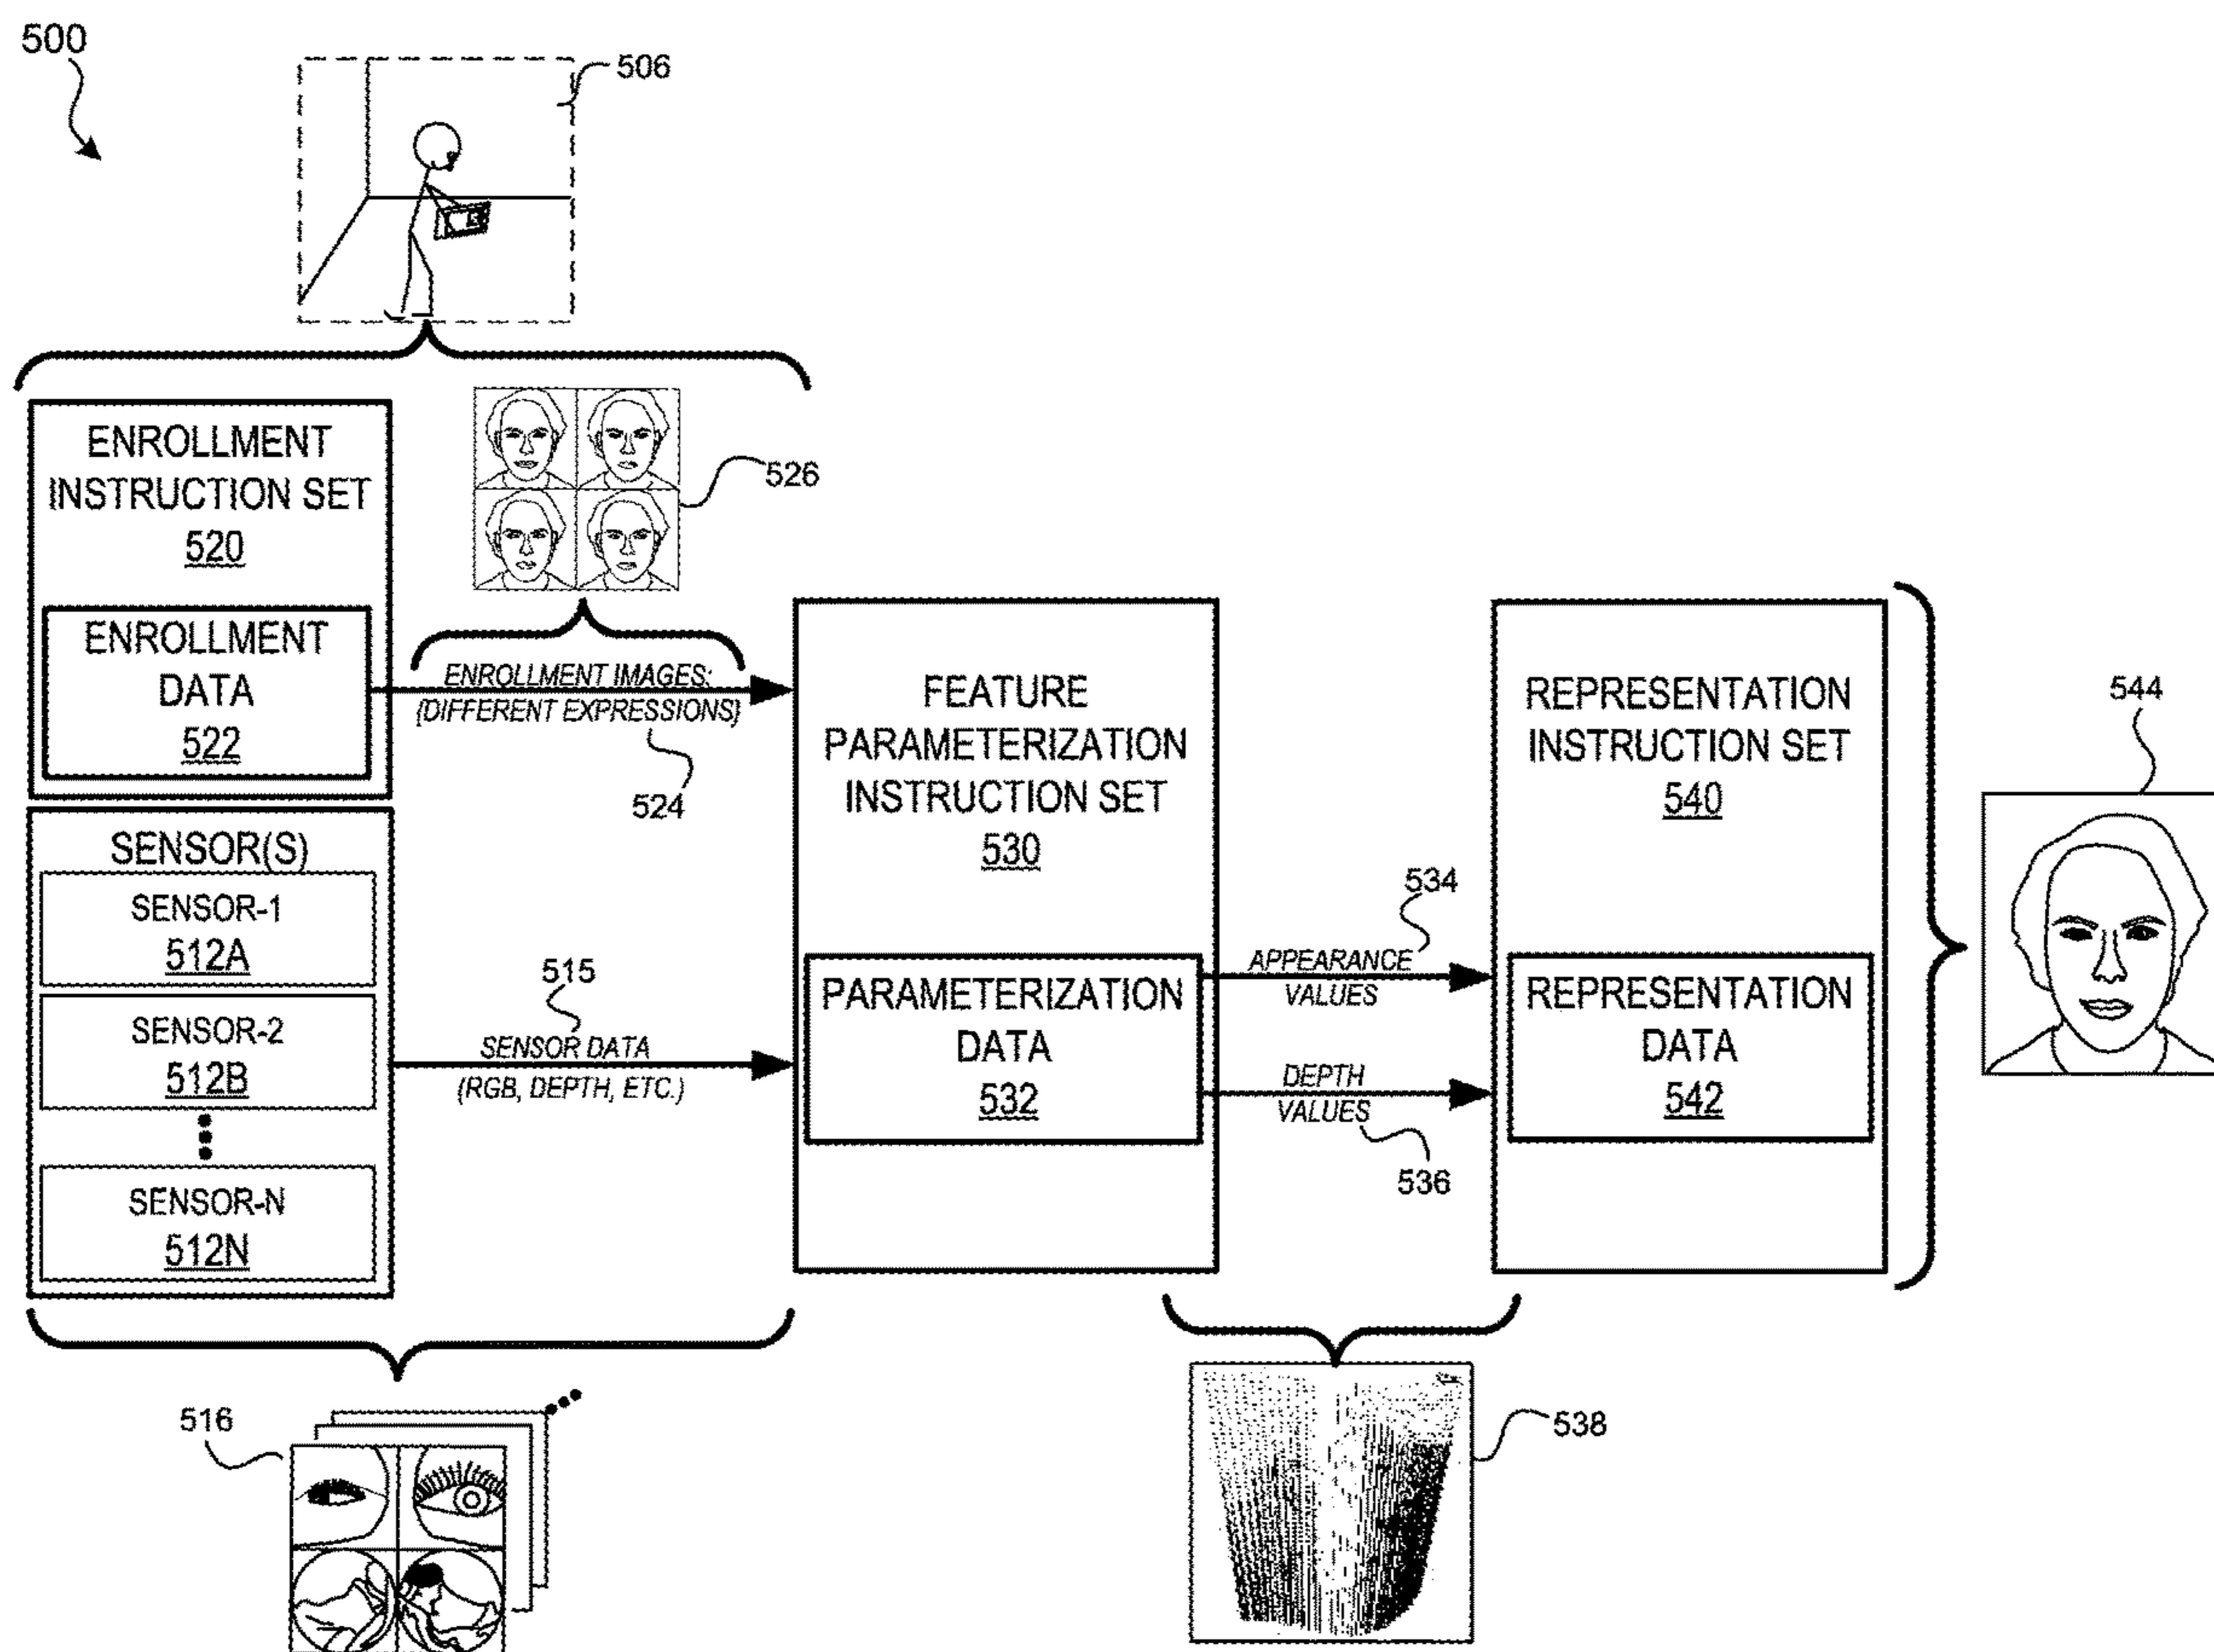 500
506
ENROLLMENT
INSTRUCTION SET
520
ENROLLMENT
DATA
522
526
ENROLLMENT IMAGES:
(DIFFERENT EXPRESSIONS)
524
SENSOR(S)
SENSOR-1
512A
SENSOR-2
512B
SENSOR-N
512N
515
SENSOR DATA
(RGB, DEPTH, ETC.)
516
FEATURE
PARAMETERIZATION
INSTRUCTION SET
530
PARAMETERIZATION
DATA
532
534
APPEARANCE
VALUES
DEPTH
VALUES
536
538
REPRESENTATION
INSTRUCTION SET
540
REPRESENTATION
DATA
542
544